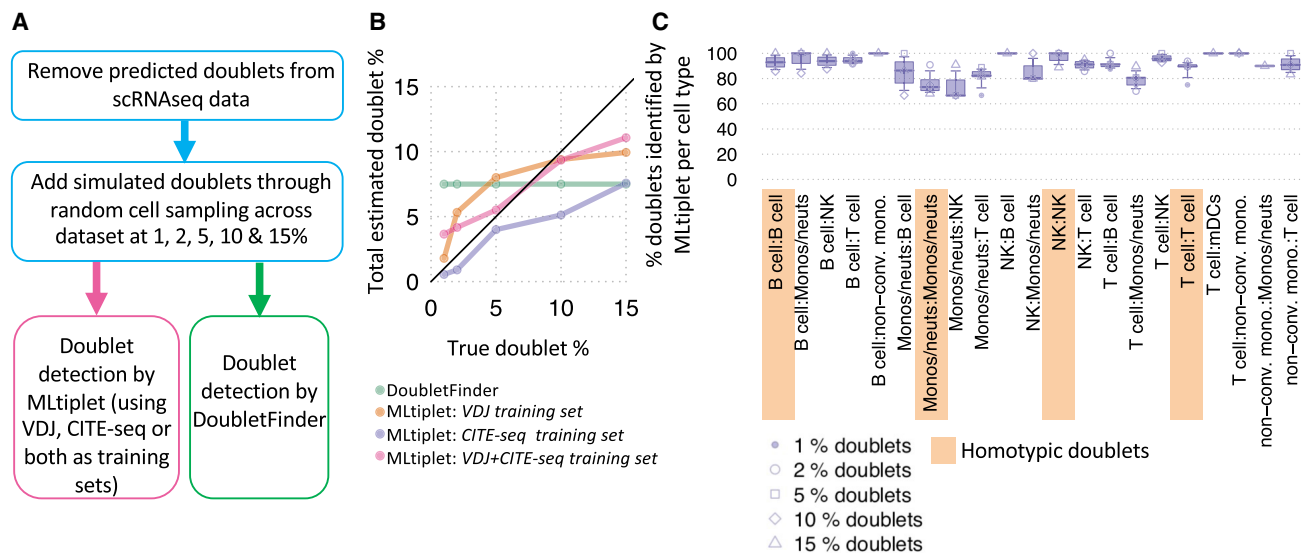 A
Remove predicted doublets from
scRNAseq data
Add simulated doublets through
random cell sampling across
dataset at 1, 2, 5, 10 & 15%
Doublet
detection by
MLtiplet (using
VDJ, CITE-seq or
both as training
sets)
Doublet
detection by
DoubletFinder
B
Total estimated doublet %
15
10
5
0
0
5
10
15
True doublet %
DoubletFinder
MLtiplet: VDJ training set
MLtiplet: CITE-seq training set
MLtiplet: VDJ+CITE-seq training set
C
% doublets identified by
MLtiplet per cell type
100
80
60
40
20
0
B cell:B cell
B cell:Monos/neuts
B cell:NK
B cell:T cell
B cell:non−conv. mono.
Monos/neuts:B cell
Monos/neuts:Monos/neuts
Monos/neuts:NK
Monos/neuts:T cell
NK:B cell
NK:Monos/neuts
NK:NK
NK:T cell
T cell:B cell
T cell:Monos/neuts
T cell:NK
T cell:T cell
T cell:mDCs
T cell:non−conv. mono.
non−conv. mono.:Monos/neuts
non−conv. mono.:T cell
1 % doublets
2 % doublets
5 % doublets
10 % doublets
15 % doublets
Homotypic doublets